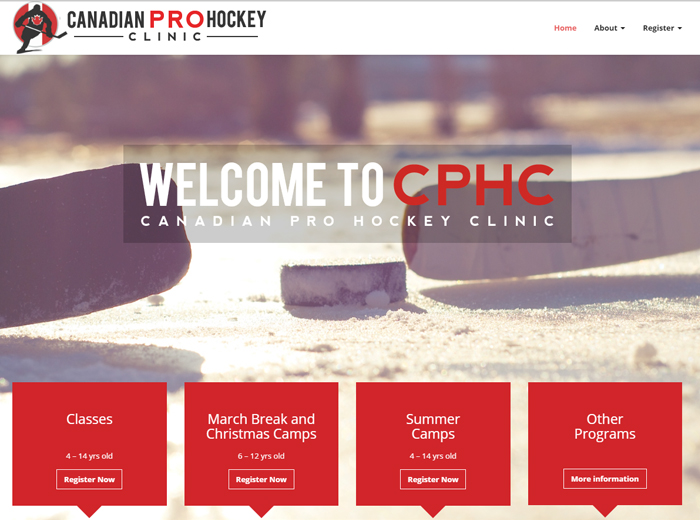 CANADIAN PRO HOCKEY
CLINIC
Home
About
Register
WELCOME TO CPHC
CANADIAN PRO HOCKEY CLINIC
Classes
4 – 14 yrs old
Register Now
March Break and
Christmas Camps
6 – 12 yrs old
Register Now
Summer
Camps
4 – 14 yrs old
Register Now
Other
Programs
More information